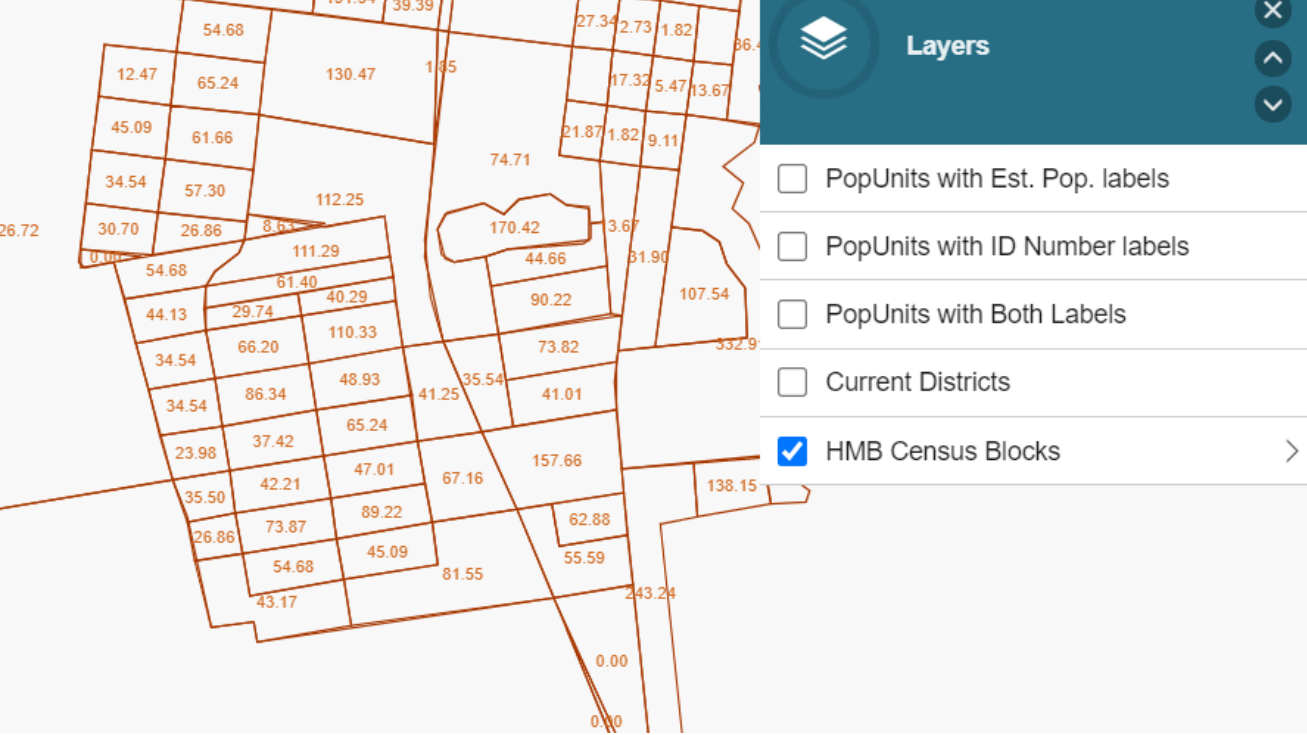 39.39
54.68
27.34 2.73 1.82
12.47 65.24 130.47 1.85
17.32 5.47 13.67
45.09 61.66
21.87 1.82 9.11
74.71
34.54 57.30
112.25
26.72 30.70 26.86 8.63 170.42 3.67
0.00 54.68 111.29 44.66 31.90
61.40
40.29 90.22 107.54
44.13 29.74
110.33
34.54 66.20 73.82 332.9
48.93 35.54
34.54 86.34 41.25 41.01
65.24
23.98 37.42
47.01 67.16 157.66
35.50 42.21 138.15
89.22 62.88
26.86 73.87
45.09 55.59
54.68 81.55
43.17 243.24
0.00
0.00
Layers
PopUnits with Est. Pop. labels
PopUnits with ID Number labels
PopUnits with Both Labels
Current Districts
HMB Census Blocks